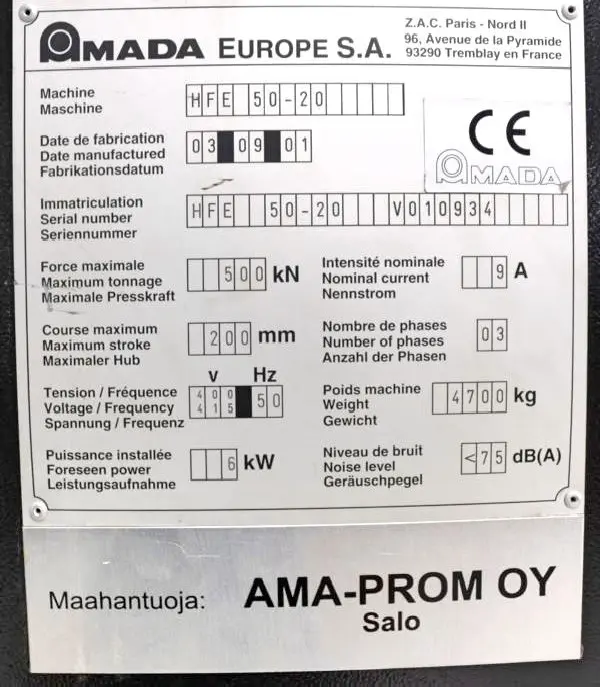 AMADA EUROPE S.A.
Z.A.C. Paris - Nord II
96, Avenue de la Pyramide
93290 Tremblay en France
Machine
Maschine
HFE 50-20
Date de fabrication
Date manufactured
Fabrikationsdatum
03 09 01
CE
AMADA
Immatriculation
Serial number
Seriennummer
HFE 50-20 V010934
Force maximale
Maximum tonnage
Maximale Presskraft
500 kN
Intensité nominale
Nominal current
Nennstrom
9 A
Course maximum
Maximum stroke
Maximaler Hub
200 mm
Nombre de phases
Number of phases
Anzahl der Phasen
03
V Hz
Tension / Fréquence
Voltage / Frequency
Spannung / Frequenz
400
415 50
Poids machine
Weight
Gewicht
4700 kg
Puissance installée
Foreseen power
Leistungsaufnahme
6 kW
Niveau de bruit
Noise level
Geräuschpegel
<75 dB(A)
Maahantuoja: AMA-PROM OY
Salo